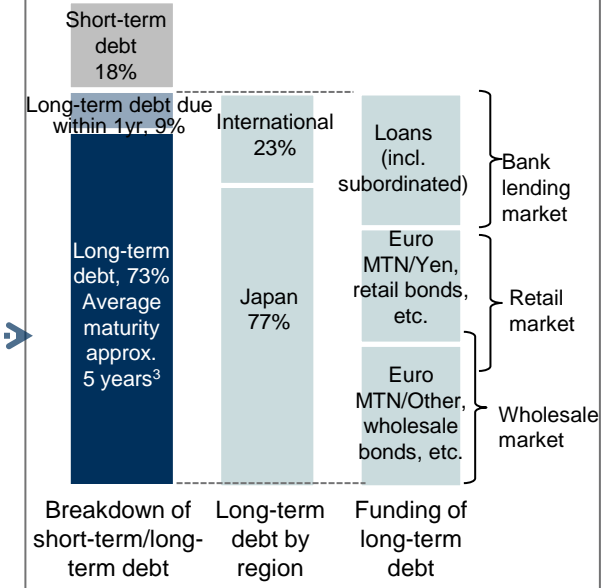 Short-term
debt
18%
Long-term debt due
within 1yr, 9%
Long-term
debt, 73%
Average
maturity
approx.
5 years3
International
23%
Japan
77%
Loans
(incl.
subordinated)
Euro
MTN/Yen,
retail bonds,
etc.
Euro
MTN/Other,
wholesale
bonds, etc.
Bank
lending
market
Retail
market
Wholesale
market
Breakdown of
short-term/long-
term debt
Long-term
debt by
region
Funding of
long-term
debt